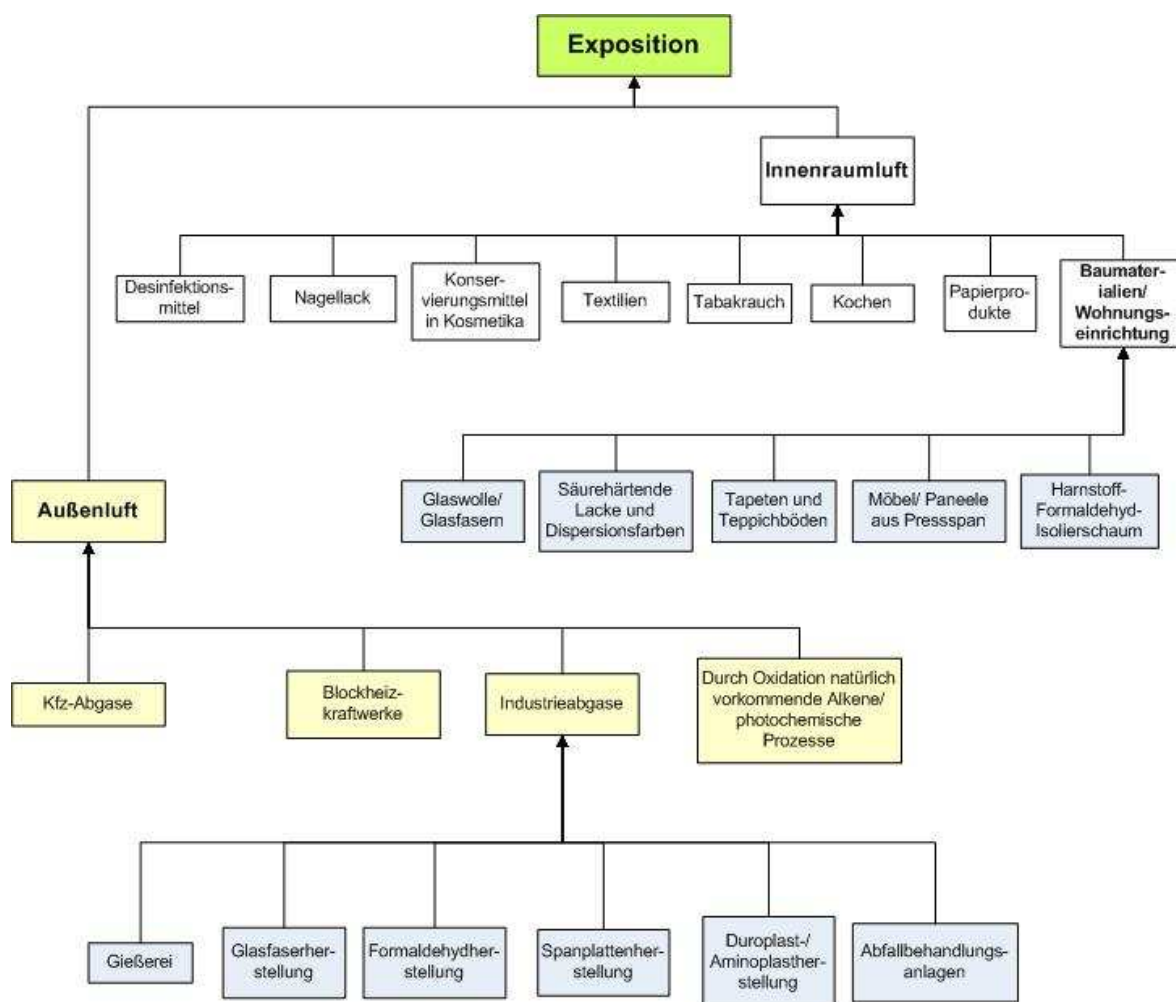 Exposition
Innenraumluft
Desinfektions-
mittel
Nagellack
Konser-
vierungsmittel
in Kosmetika
Textilien
Tabakrauch
Kochen
Papierpro-
dukte
Baumater-
ialien/
Wohnungs-
einrichtung
Außenluft
Glaswolle/
Glasfasern
Säurehärtende
Lacke und
Dispersionsfarben
Tapeten und
Teppichböden
Möbel/ Paneele
aus Pressspan
Harnstoff-
Formaldehyd-
Isolierschaum
Kfz-Abgase
Blockheiz-
kraftwerke
Industrieabgase
Durch Oxidation natürlich
vorkommende Alkene/
photochemische
Prozesse
Gießerei
Glasfaserher-
stellung
Formaldehydher-
stellung
Spanplattenher-
stellung
Duroplast-/
Aminoplasther-
stellung
Abfallbehandlungs-
anlagen